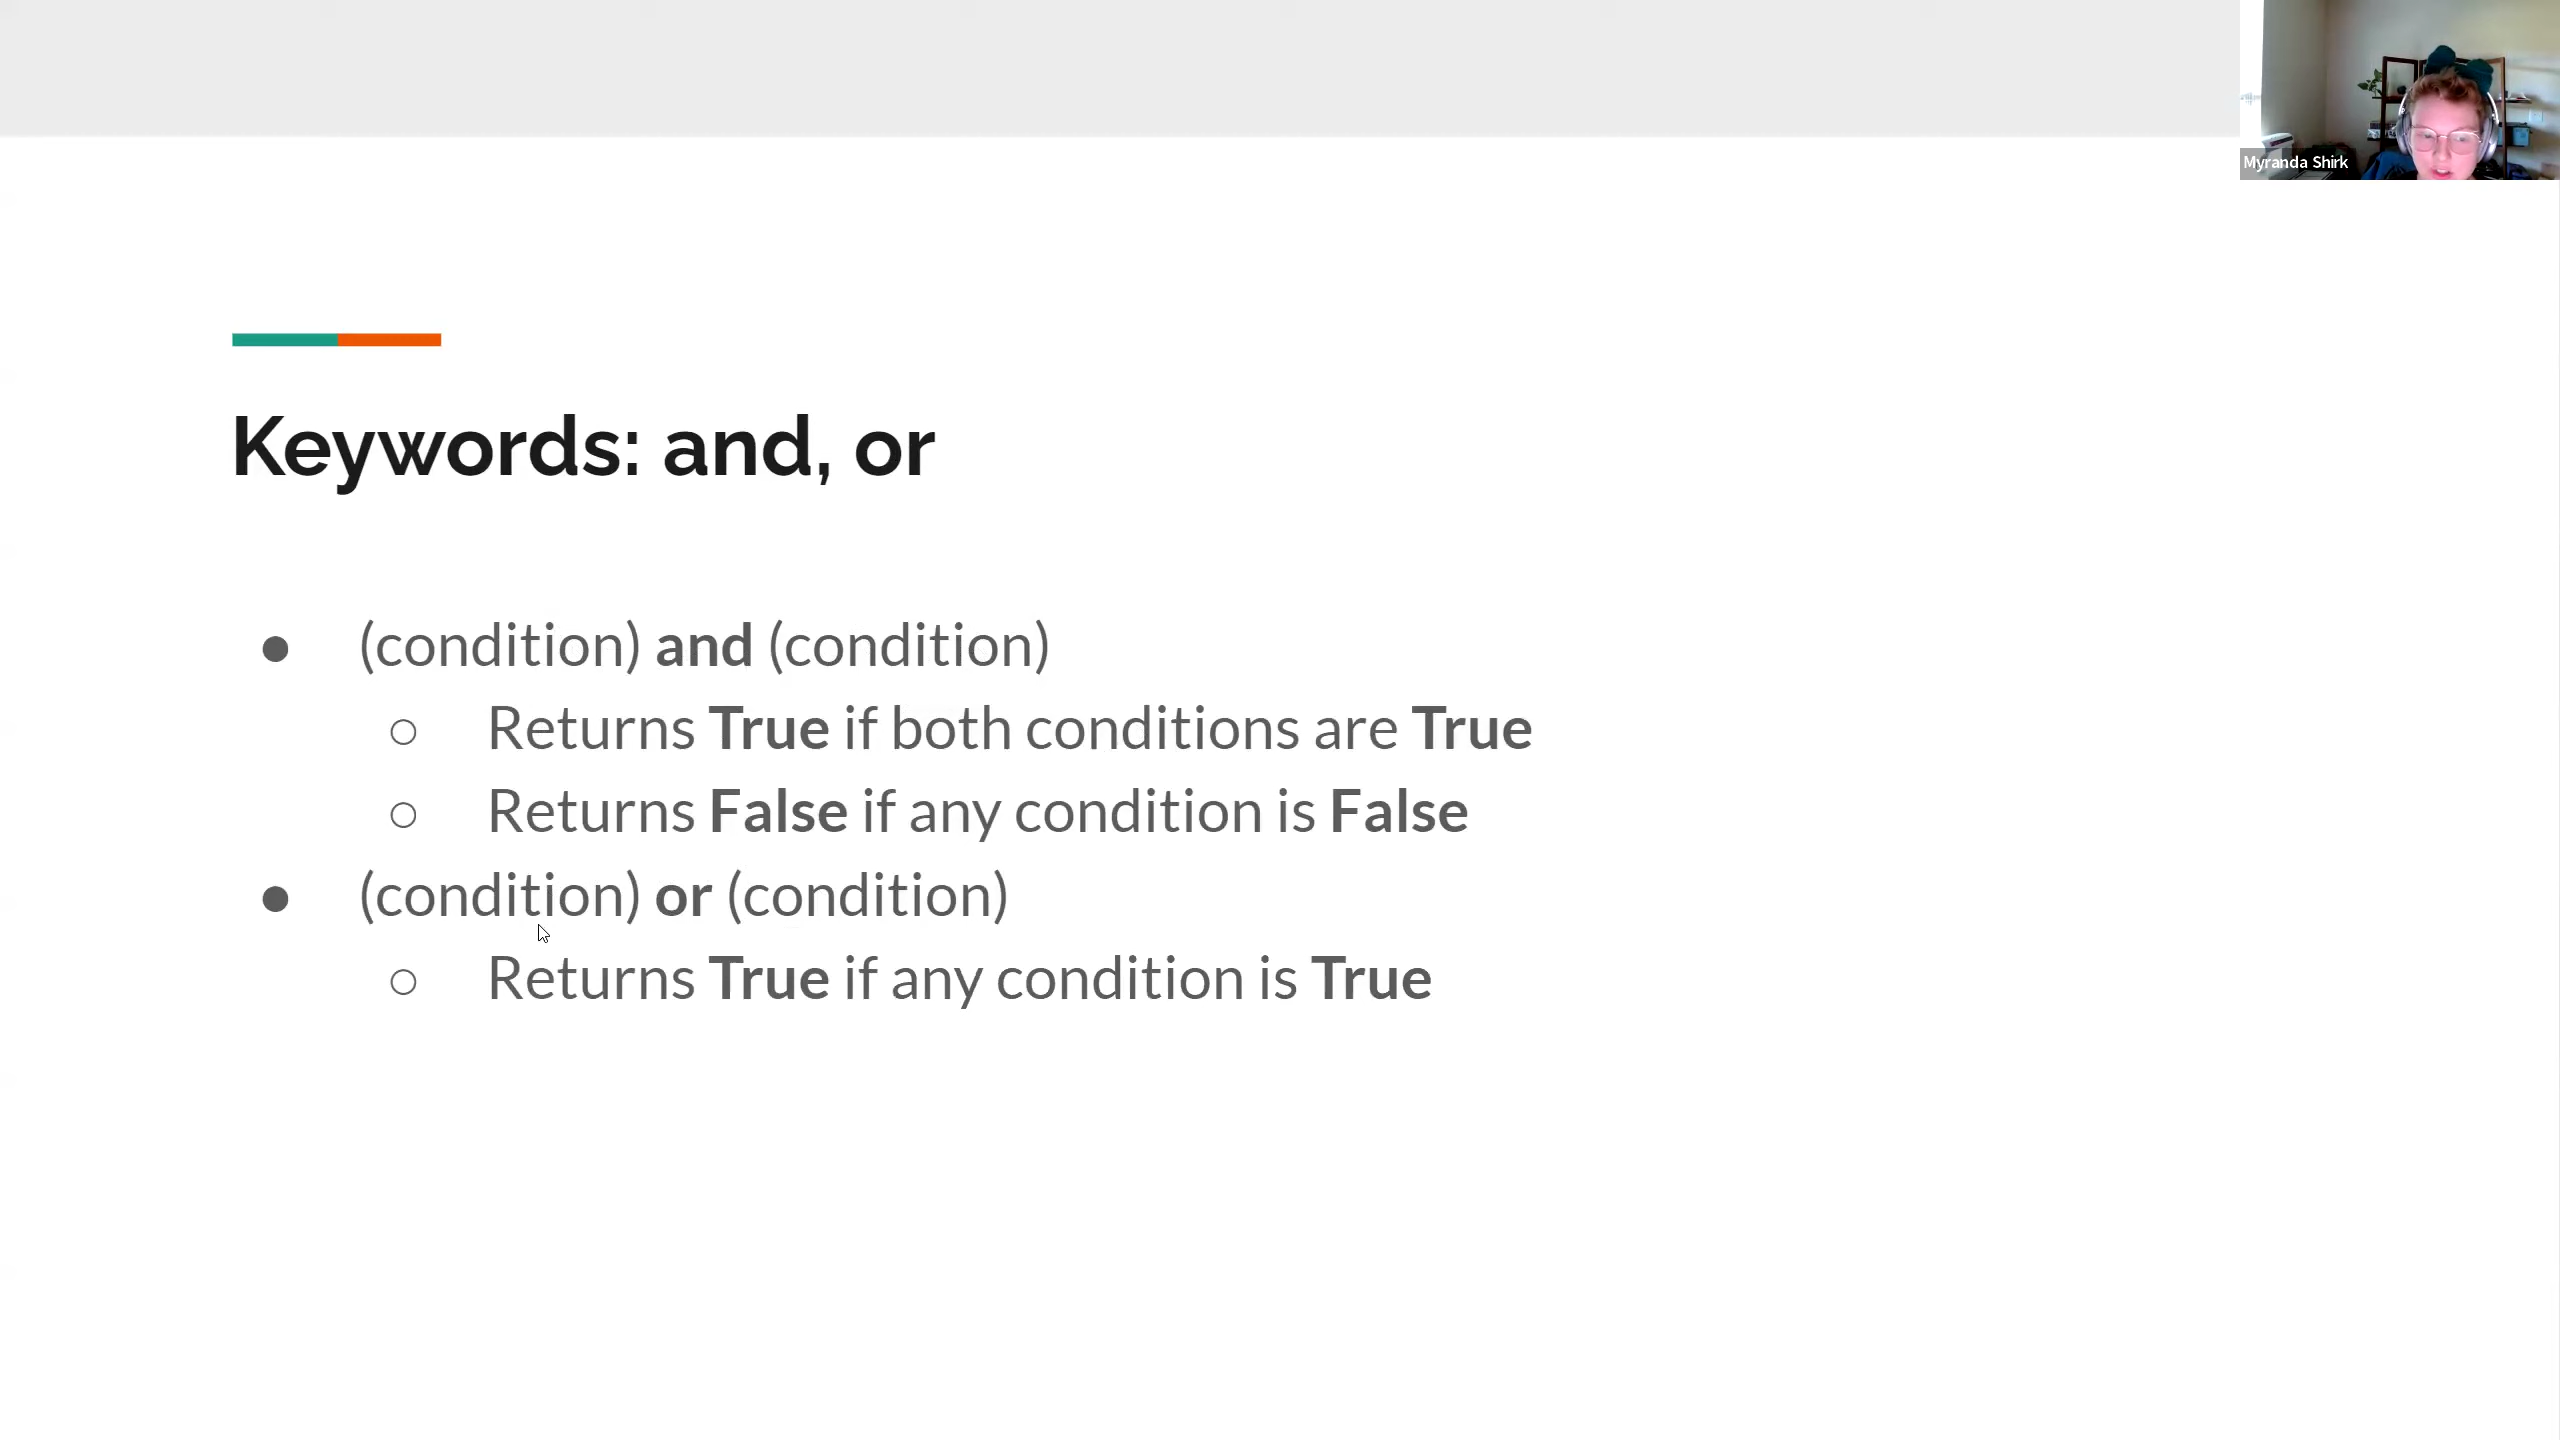 Myranda Shirk
Keywords: and, or
● (condition) and (condition)
○ Returns True if both conditions are True
○ Returns False if any condition is False
● (condition) or (condition)
○ Returns True if any condition is True